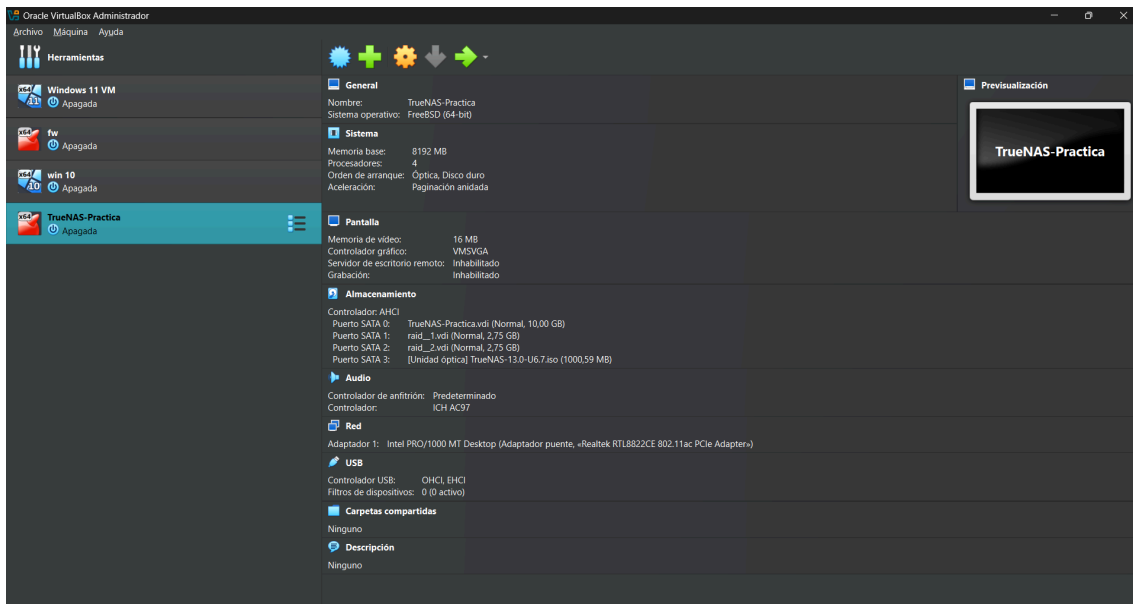 Oracle VirtualBox Administrador
Archivo Máquina Ayuda
Herramientas
x64
11
Windows 11 VM
Apagada
x64
fw
Apagada
x64
10
win 10
Apagada
x64
TrueNAS-Practica
Apagada
General
Nombre: TrueNAS-Practica
Sistema operativo: FreeBSD (64-bit)
Previsualización
TrueNAS-Practica
Sistema
Memoria base: 8192 MB
Procesadores: 4
Orden de arranque: Óptica, Disco duro
Aceleración: Paginación anidada
Pantalla
Memoria de vídeo: 16 MB
Controlador gráfico: VMSVGA
Servidor de escritorio remoto: Inhabilitado
Grabación: Inhabilitado
Almacenamiento
Controlador: AHCI
Puerto SATA 0: TrueNAS-Practica.vdi (Normal, 10,00 GB)
Puerto SATA 1: raid__1.vdi (Normal, 2,75 GB)
Puerto SATA 2: raid__2.vdi (Normal, 2,75 GB)
Puerto SATA 3: [Unidad óptica] TrueNAS-13.0-U6.7.iso (1000,59 MB)
Audio
Controlador de anfitrión: Predeterminado
Controlador: ICH AC97
Red
Adaptador 1: Intel PRO/1000 MT Desktop (Adaptador puente, «Realtek RTL8822CE 802.11ac PCIe Adapter»)
USB
Controlador USB: OHCI, EHCI
Filtros de dispositivos: 0 (0 activo)
Carpetas compartidas
Ninguno
Descripción
Ninguno